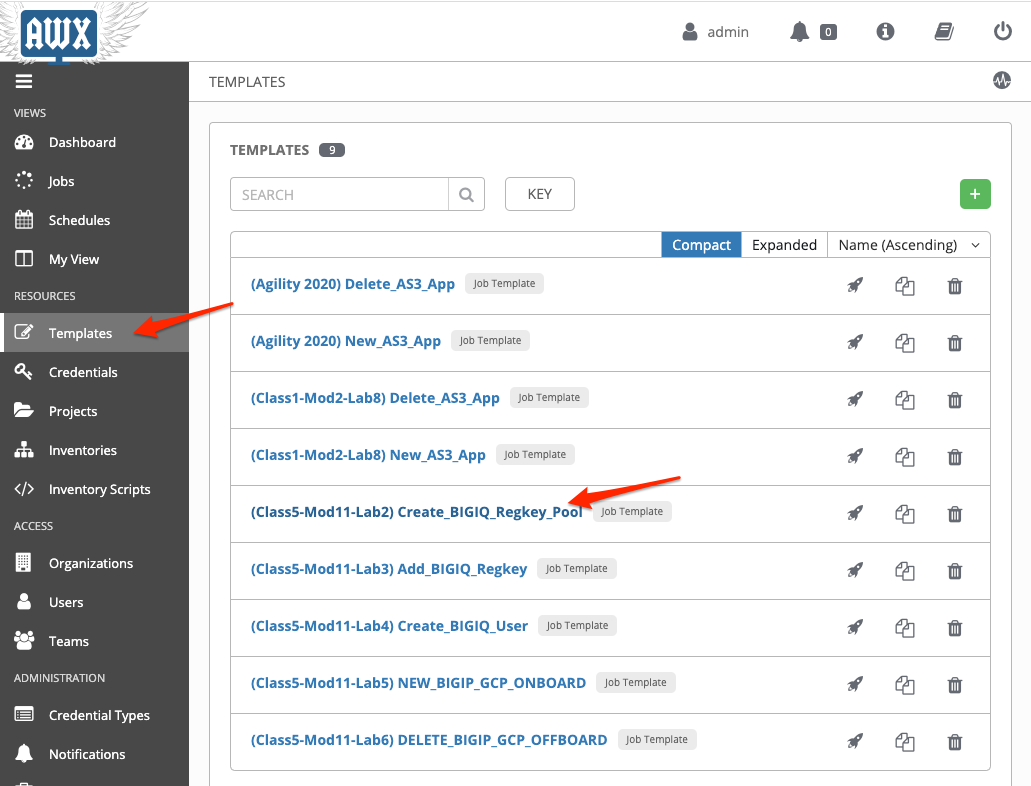 AWX
admin
0
TEMPLATES
VIEWS
Dashboard
Jobs
Schedules
My View
RESOURCES
Templates
Credentials
Projects
Inventories
Inventory Scripts
ACCESS
Organizations
Users
Teams
ADMINISTRATION
Credential Types
Notifications
TEMPLATES 9
SEARCH
KEY
+
Compact Expanded Name (Ascending)
(Agility 2020) Delete_AS3_App Job Template
(Agility 2020) New_AS3_App Job Template
(Class1-Mod2-Lab8) Delete_AS3_App Job Template
(Class1-Mod2-Lab8) New_AS3_App Job Template
(Class5-Mod11-Lab2) Create_BIGIQ_Regkey_Pool Job Template
(Class5-Mod11-Lab3) Add_BIGIQ_Regkey Job Template
(Class5-Mod11-Lab4) Create_BIGIQ_User Job Template
(Class5-Mod11-Lab5) NEW_BIGIP_GCP_ONBOARD Job Template
(Class5-Mod11-Lab6) DELETE_BIGIP_GCP_OFFBOARD Job Template